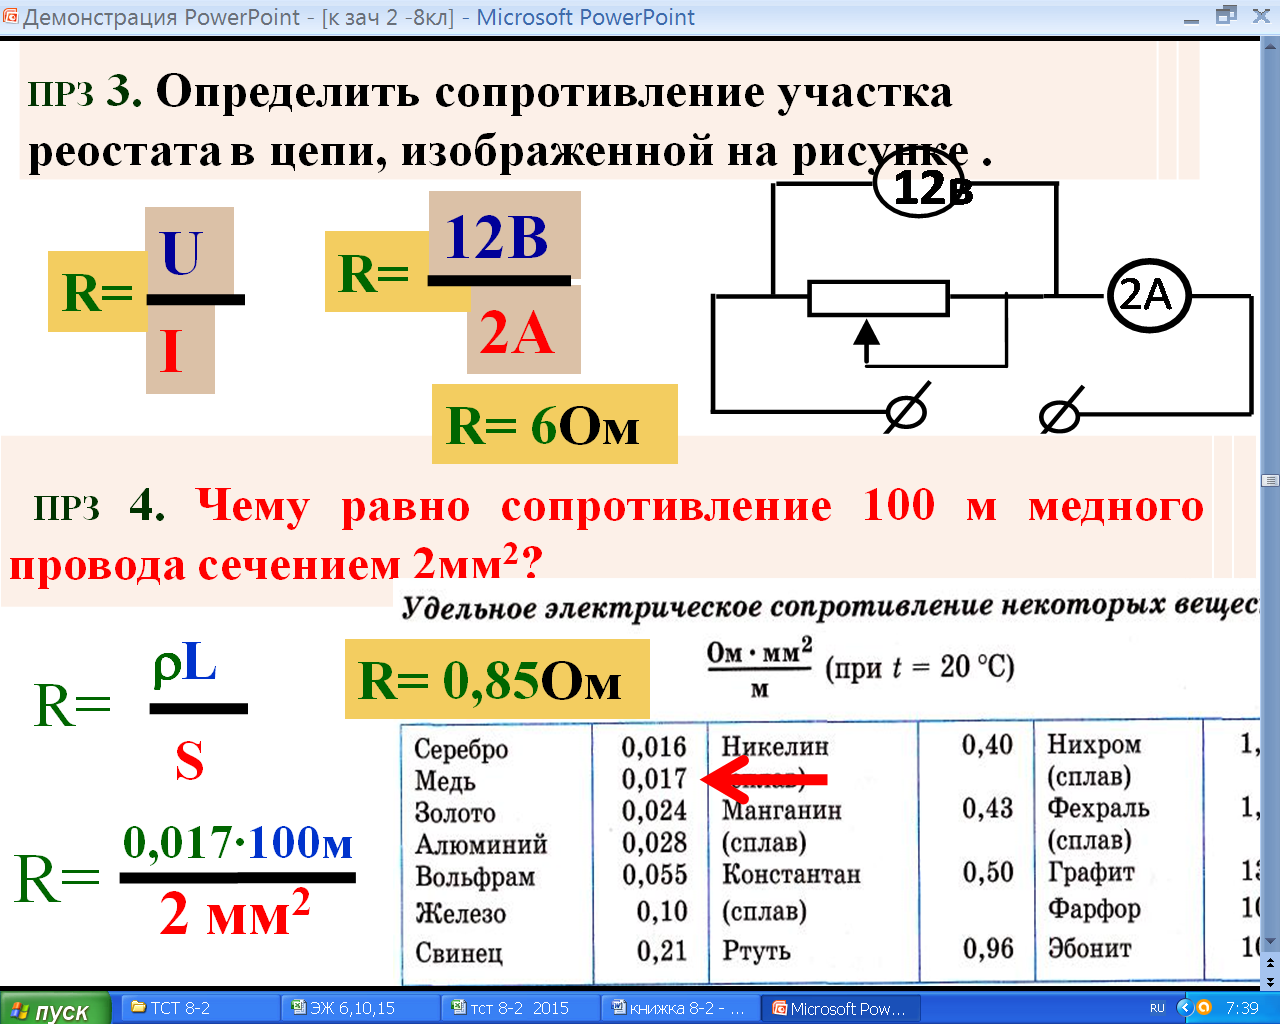 Демонстрация PowerPoint - [к зач 2 -8кл] - Microsoft PowerPoint
ПРЗ 3. Определить сопротивление участка
реостата в цепи, изображенной на рисунке .
12в
2А
R=
U
I
R=
12В
2А
R= 6Ом
ПРЗ 4. Чему равно сопротивление 100 м медного
провода сечением 2мм²?
Удельное электрическое сопротивление некоторых
Ом · мм²
м
(при t = 20 °С)
R=
ρL
S
R= 0,85Ом
R=
0,017·100м
2 мм²
Серебро 0,016 Никелин 0,40 Нихром
Медь 0,017 (сплав) (сплав)
Золото 0,024 Манганин 0,43 Фехраль
Алюминий 0,028 (сплав) (сплав)
Вольфрам 0,055 Константан 0,50 Графит
Железо 0,10 (сплав) Фарфор
Свинец 0,21 Ртуть 0,96 Эбонит
пуск ТСТ 8-2 ЭЖ 6,10,15 тст 8-2 2015 книжка 8-2 - ... Microsoft Pow... RU 7:39